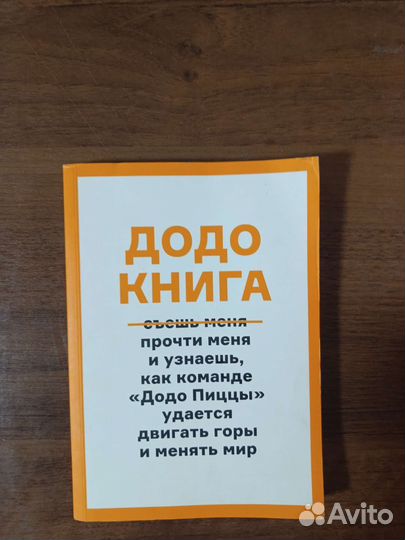 ДОДО
КНИГА
съешь меня
прочти меня
и узнаешь,
как команде
«Додо Пиццы»
удается
двигать горы
и менять мир
Avito